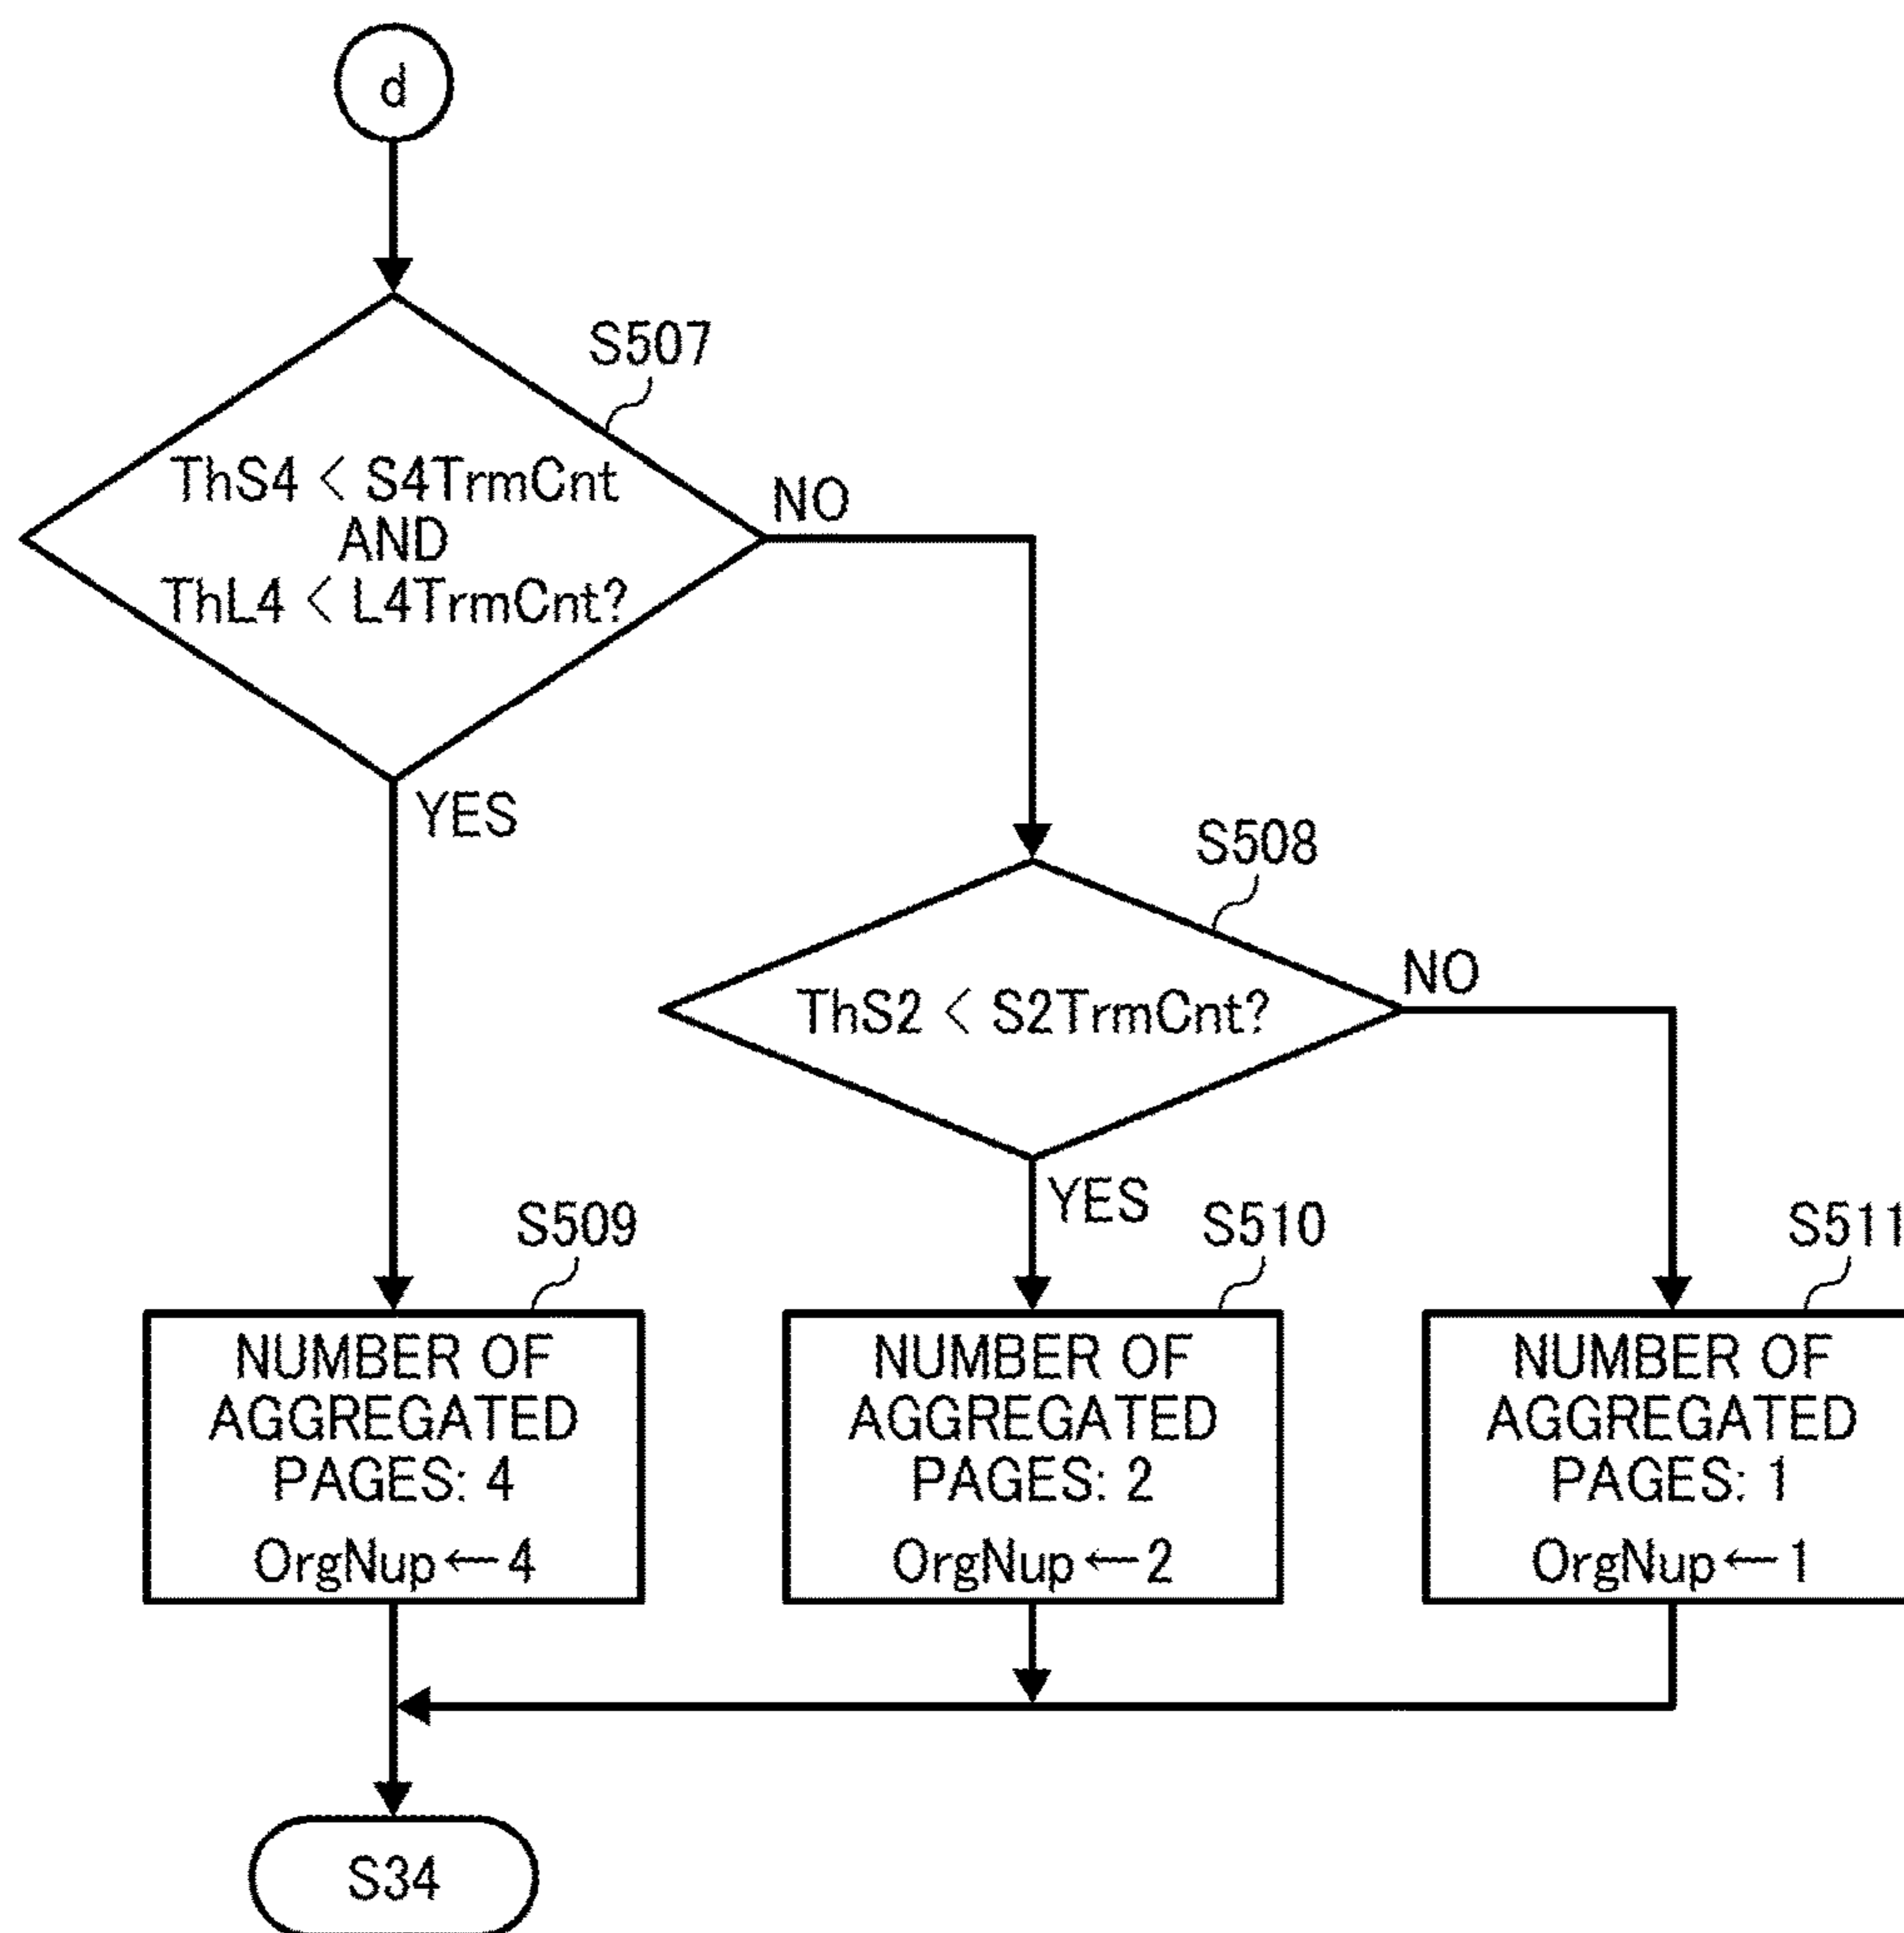 d
S507
ThS4 < S4TrmCnt
AND
ThL4 < L4TrmCnt?
NO
YES
S508
ThS2 < S2TrmCnt?
NO
YES
S509
NUMBER OF
AGGREGATED
PAGES: 4
OrgNup←4
S510
NUMBER OF
AGGREGATED
PAGES: 2
OrgNup←2
S511
NUMBER OF
AGGREGATED
PAGES: 1
OrgNup←1
S34